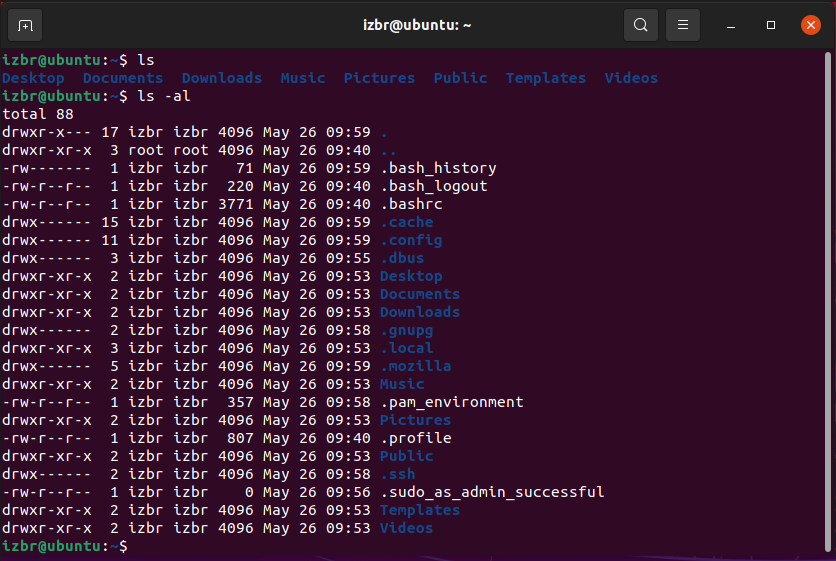 izbr@ubuntu: ~
izbr@ubuntu:~$ ls
Desktop  Documents  Downloads  Music  Pictures  Public  Templates  Videos
izbr@ubuntu:~$ ls -al
total 88
drwxr-x--- 17 izbr izbr 4096 May 26 09:59 .
drwxr-xr-x  3 root root 4096 May 26 09:40 ..
-rw-------  1 izbr izbr   71 May 26 09:59 .bash_history
-rw-r--r--  1 izbr izbr  220 May 26 09:40 .bash_logout
-rw-r--r--  1 izbr izbr 3771 May 26 09:40 .bashrc
drwx------ 15 izbr izbr 4096 May 26 09:59 .cache
drwx------ 11 izbr izbr 4096 May 26 09:59 .config
drwx------  3 izbr izbr 4096 May 26 09:55 .dbus
drwxr-xr-x  2 izbr izbr 4096 May 26 09:53 Desktop
drwxr-xr-x  2 izbr izbr 4096 May 26 09:53 Documents
drwxr-xr-x  2 izbr izbr 4096 May 26 09:53 Downloads
drwx------  2 izbr izbr 4096 May 26 09:58 .gnupg
drwxr-xr-x  3 izbr izbr 4096 May 26 09:53 .local
drwx------  5 izbr izbr 4096 May 26 09:59 .mozilla
drwxr-xr-x  2 izbr izbr 4096 May 26 09:53 Music
-rw-r--r--  1 izbr izbr  357 May 26 09:58 .pam_environment
drwxr-xr-x  2 izbr izbr 4096 May 26 09:53 Pictures
-rw-r--r--  1 izbr izbr  807 May 26 09:40 .profile
drwxr-xr-x  2 izbr izbr 4096 May 26 09:53 Public
drwx------  2 izbr izbr 4096 May 26 09:58 .ssh
-rw-r--r--  1 izbr izbr    0 May 26 09:56 .sudo_as_admin_successful
drwxr-xr-x  2 izbr izbr 4096 May 26 09:53 Templates
drwxr-xr-x  2 izbr izbr 4096 May 26 09:53 Videos
izbr@ubuntu:~$